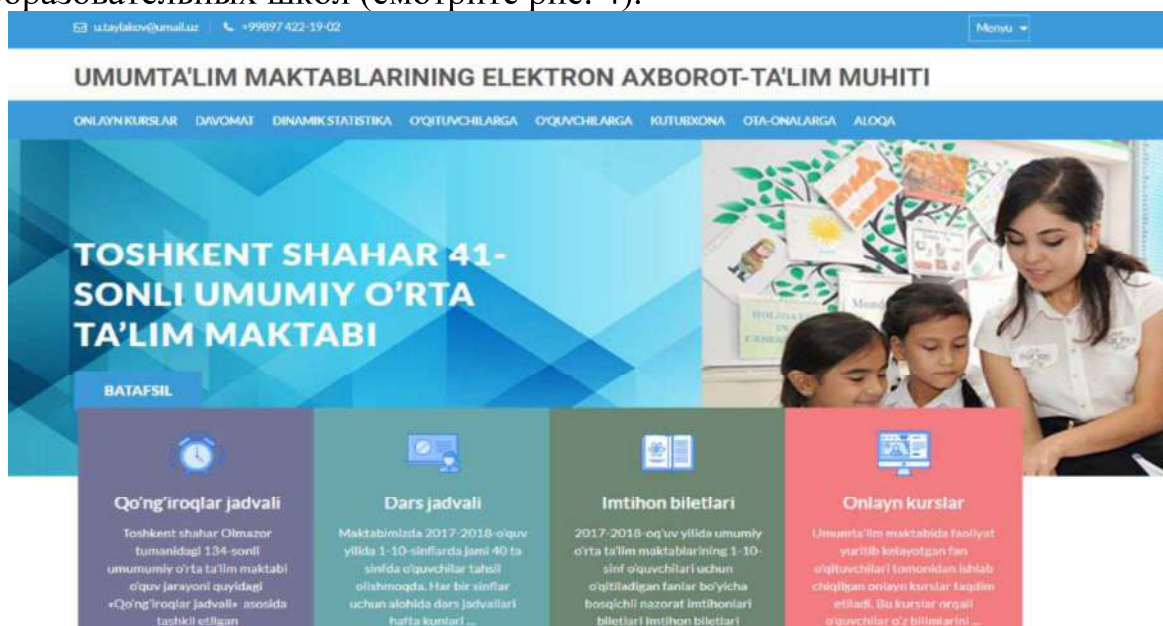 образовательных школ (смотрите рис. 4).
u.taylakov@umail.uz +99897 422-19-02 Menyu
UMUMTA'LIM MAKTABLARINING ELEKTRON AXBOROT-TA'LIM MUHITI
ONLAYN KURSLAR DAVOMAT DINAMIK STATISTIKA O'QITUVCHILARGA O'QUVCHILARGA KUTUBXONA OTA-ONALARGA ALOQA
TOSHKENT SHAHAR 41-
SONLI UMUMIY O'RTA
TA'LIM MAKTABI
BATAFSIL
Qo'ng'iroqlar jadvali
Toshkent shahar Olmazor
tumanidagi 134-sonli
umumumiy o'rta ta'lim maktabi
o'quv jarayoni quyidagi
«Qo'ng'iroqlar jadvali» asosida
tashkil etilgan
Dars jadvali
Maktabimizda 2017-2018-o'quv
yilida 1-10-sinflarda jami 40 ta
sinfda o'quvchilar tahsil
olishmoqda. Har bir sinflar
uchun alohida dars jadvallari
hafta kunlari ...
Imtihon biletlari
2017-2018-oq'uv yilida umumiy
o'rta ta'lim maktablarining 1-10-
sinf o'quvchilari uchun
o'qitiladigan fanlar bo'yicha
bosqichli nazorat imtihonlari
biletlari Imtihon biletlari
Onlayn kurslar
Umumta'lim maktabida faoliyat
yuritib kelayotgan fan
o'qituvchilari tomonidan ishlab
chiqilgan onlayn kurslar taqdim
etiladi. Bu kurslar orqali
o'quvchilar o'z bilimlarini ...